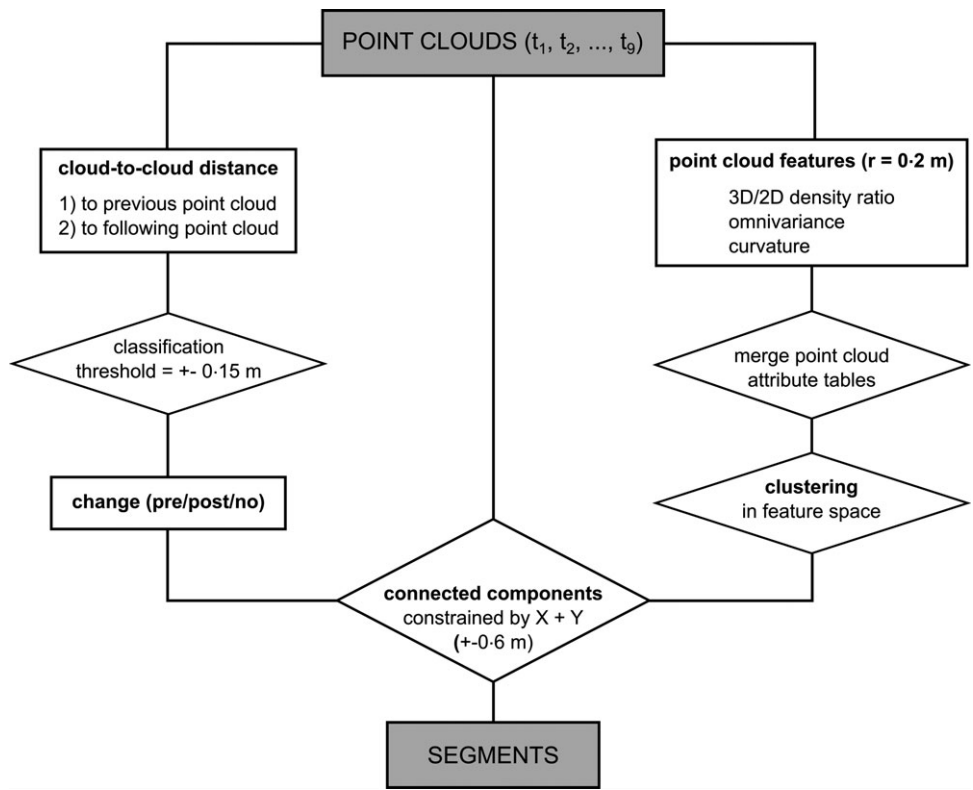 POINT CLOUDS (t₁, t₂, ..., t₉)
cloud-to-cloud distance
1) to previous point cloud
2) to following point cloud
classification
threshold = +- 0·15 m
change (pre/post/no)
point cloud features (r = 0·2 m)
3D/2D density ratio
omnivariance
curvature
merge point cloud
attribute tables
clustering
in feature space
connected components
constrained by X + Y
(+-0·6 m)
SEGMENTS